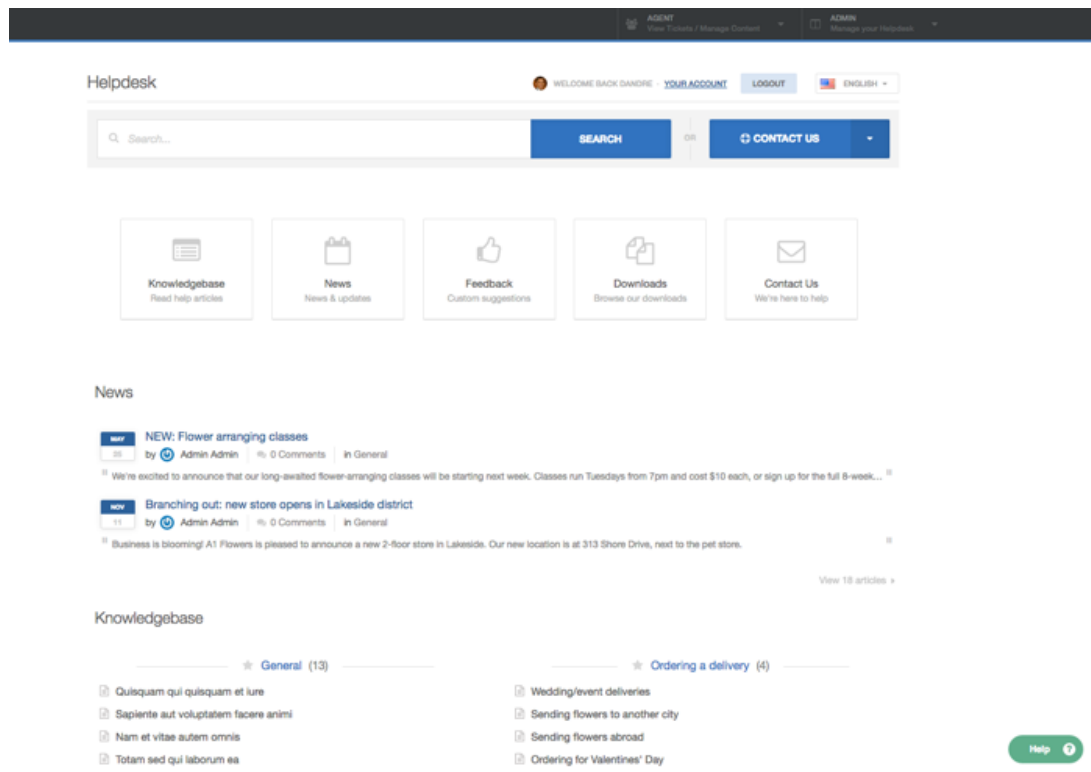 AGENT
View Tickets / Manage Content
ADMIN
Manage your Helpdesk
Helpdesk
WELCOME BACK DANDRE - YOUR ACCOUNT
LOGOUT
ENGLISH
Search...
SEARCH
OR
CONTACT US
Knowledgebase
Read help articles
News
News & updates
Feedback
Custom suggestions
Downloads
Browse our downloads
Contact Us
We're here to help
News
MAY
NEW: Flower arranging classes
by Admin Admin 0 Comments in General
We're excited to announce that our long-awaited flower-arranging classes will be starting next week. Classes run Tuesdays from 7pm and cost $10 each, or sign up for the full 8-week...
NOV
11
Branching out: new store opens in Lakeside district
by Admin Admin 0 Comments in General
Business is blooming! A1 Flowers is pleased to announce a new 2-floor store in Lakeside. Our new location is at 313 Shore Drive, next to the pet store.
View 18 articles
Knowledgebase
General (13)
Quisquam qui quisquam et iure
Sapiente aut voluptatem facere animi
Nam et vitae autem omnis
Totam sed qui laborum ea
Ordering a delivery (4)
Wedding/event deliveries
Sending flowers to another city
Sending flowers abroad
Ordering for Valentines' Day
Help